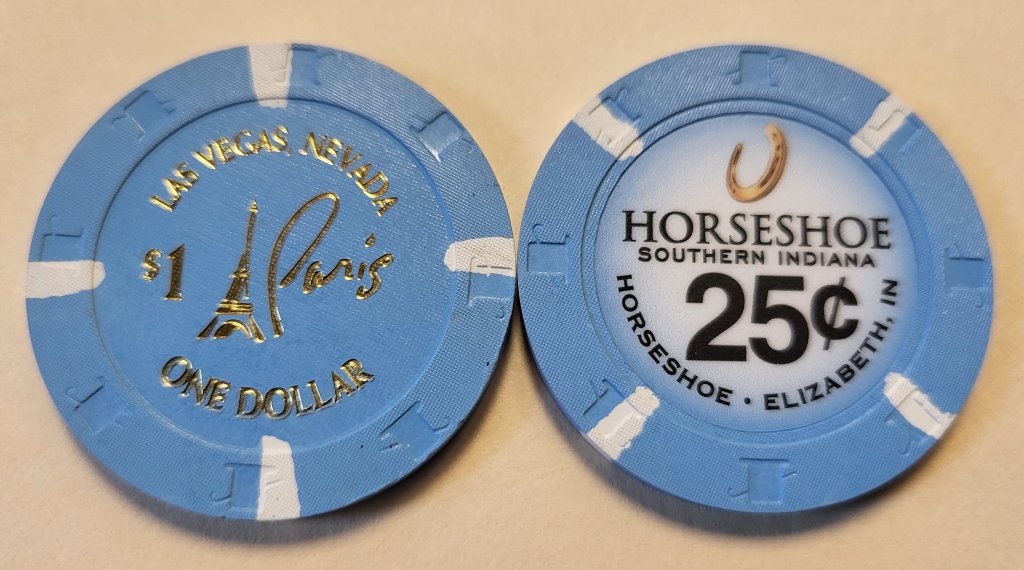 LAS VEGAS, NEVADA
$1
Paris
ONE DOLLAR
HORSESHOE
SOUTHERN INDIANA
25¢
HORSESHOE • ELIZABETH, IN